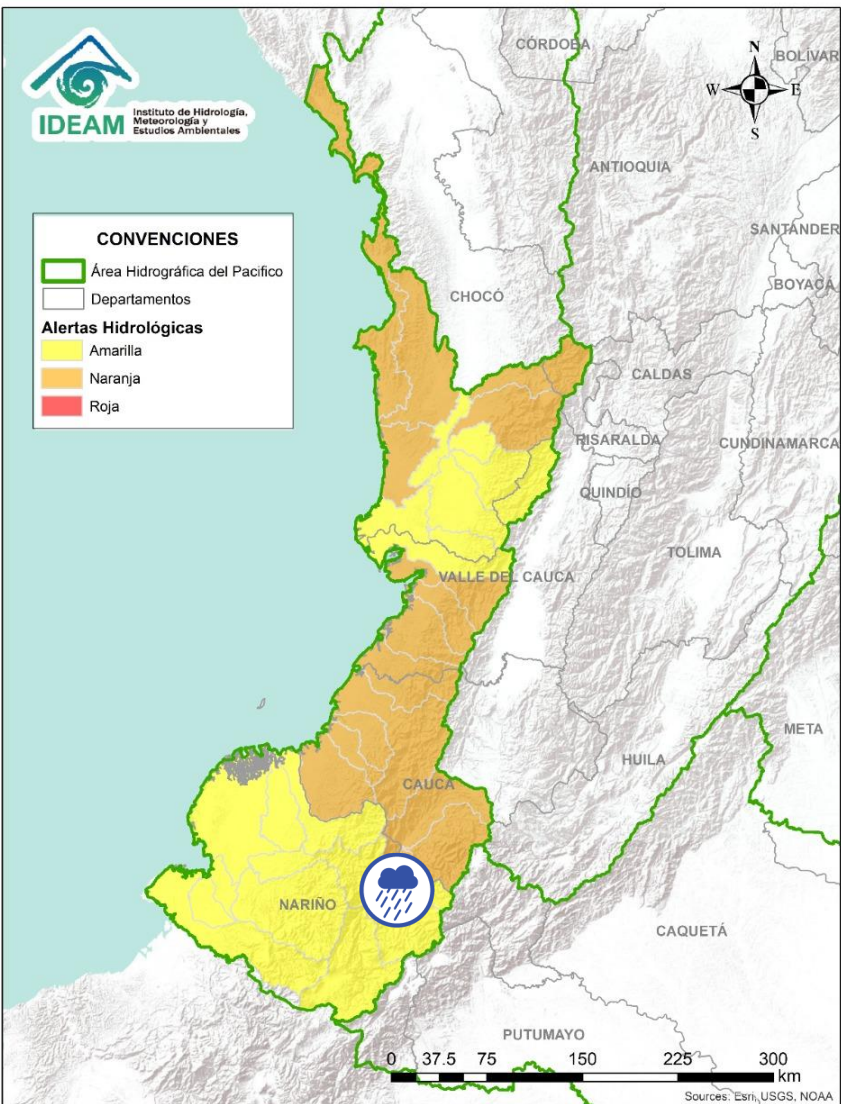 IDEAM
Instituto de Hidrología,
Meteorología y
Estudios Ambientales
N
W
E
S
CÓRDOBA
BOLÍVAR
ANTIOQUIA
SANTANDER
BOYACÁ
CONVENCIONES
Área Hidrográfica del Pacifico
Departamentos
Alertas Hidrológicas
Amarilla
Naranja
Roja
CHOCÓ
CALDAS
RISARALDA
CUNDINAMARCA
QUINDÍO
TOLIMA
VALLE DEL CAUCA
META
HUILA
CAUCA
NARIÑO
CAQUETÁ
PUTUMAYO
0 37.5 75 150 225 300
km
Sources: Esri, USGS, NOAA